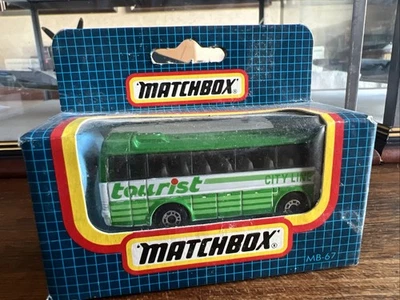 MATCHBOX
tourist
CITY LINE
MATCHBOX
MB-67